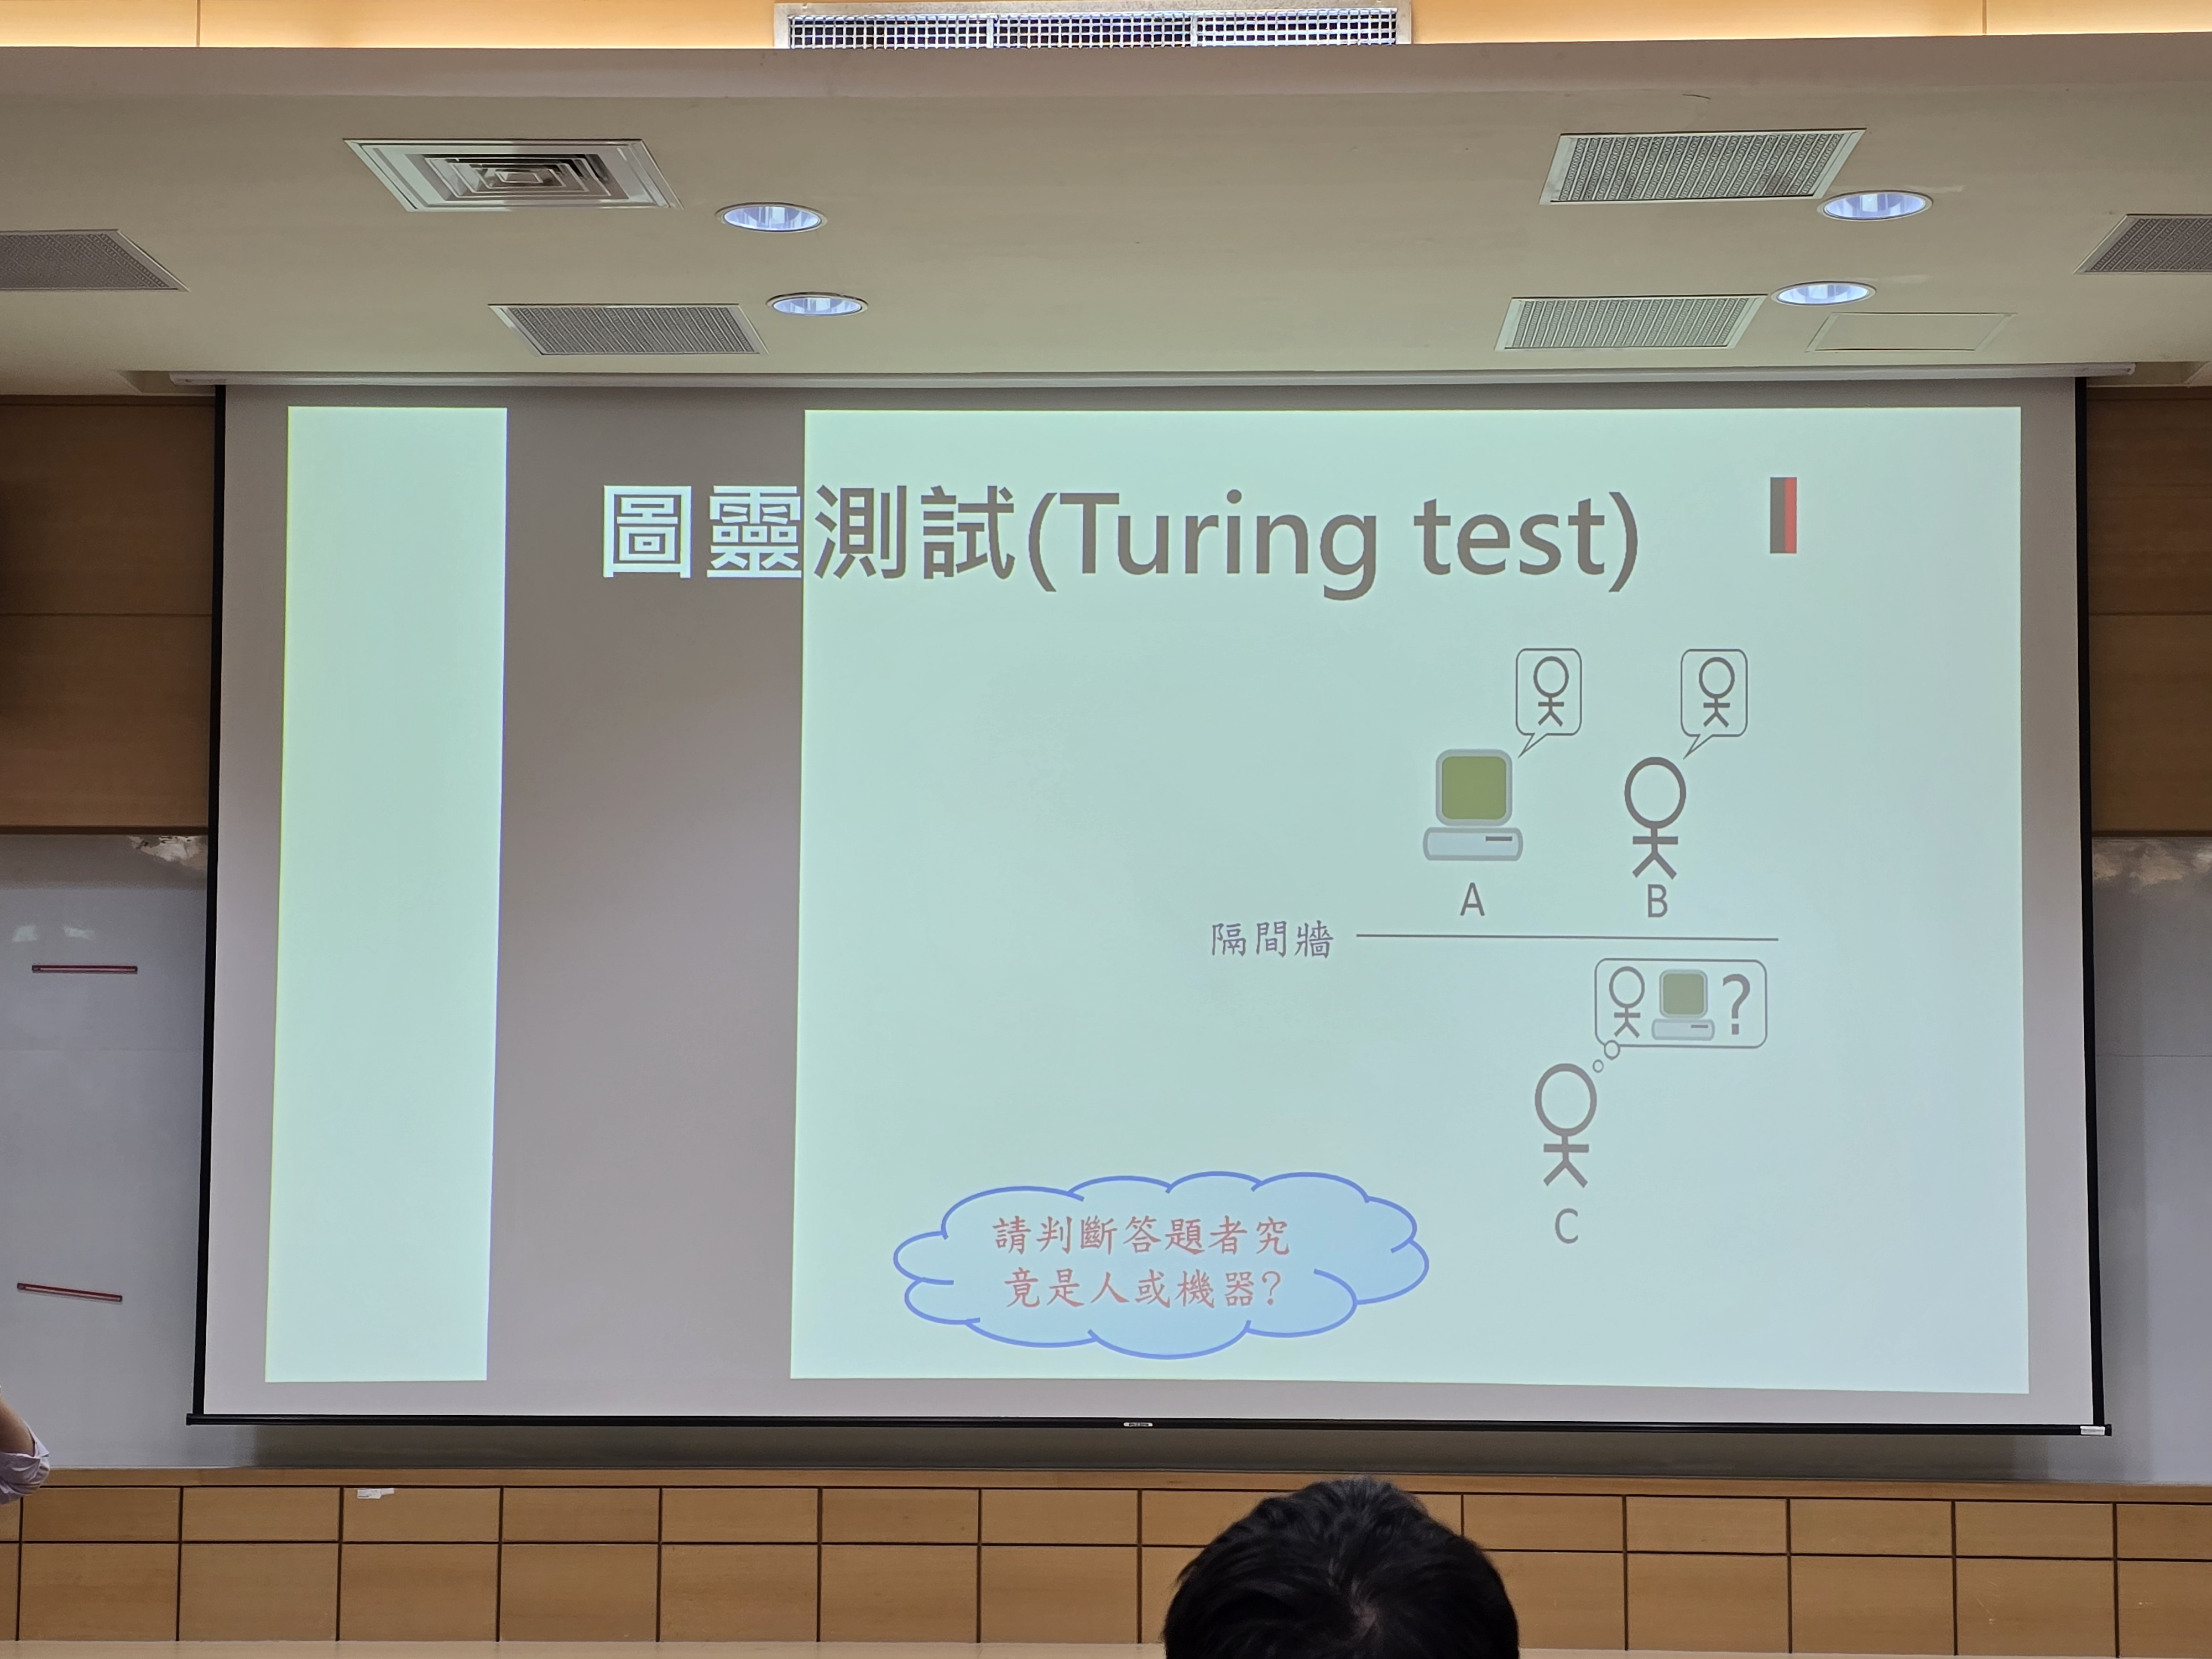 圖靈測試(Turing test)
A
B
隔間牆
?
C
請判斷答題者究
竟是人或機器?